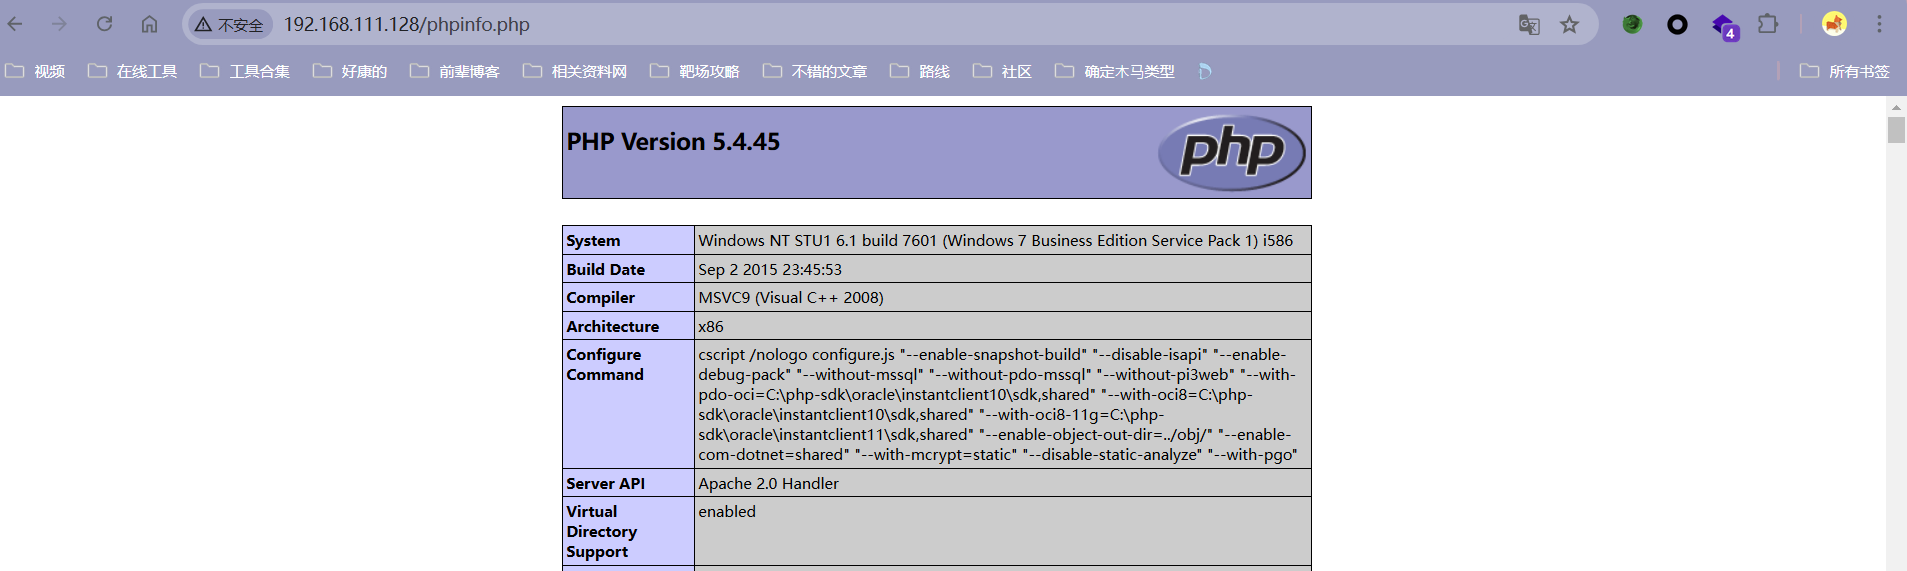 不安全 192.168.111.128/phpinfo.php
4
视频 在线工具 工具合集 好康的 前辈博客 相关资料网 靶场攻略 不错的文章 路线 社区 确定木马类型 所有书签
PHP Version 5.4.45
php
System Windows NT STU1 6.1 build 7601 (Windows 7 Business Edition Service Pack 1) i586
Build Date Sep 2 2015 23:45:53
Compiler MSVC9 (Visual C++ 2008)
Architecture x86
Configure Command cscript /nologo configure.js "--enable-snapshot-build" "--disable-isapi" "--enable-
debug-pack" "--without-mssql" "--without-pdo-mssql" "--without-pi3web" "--with-
pdo-oci=C:\php-sdk\oracle\instantclient10\sdk,shared" "--with-oci8=C:\php-
sdk\oracle\instantclient10\sdk,shared" "--with-oci8-11g=C:\php-
sdk\oracle\instantclient11\sdk,shared" "--enable-object-out-dir=../obj/" "--enable-
com-dotnet=shared" "--with-mcrypt=static" "--disable-static-analyze" "--with-pgo"
Server API Apache 2.0 Handler
Virtual Directory Support enabled